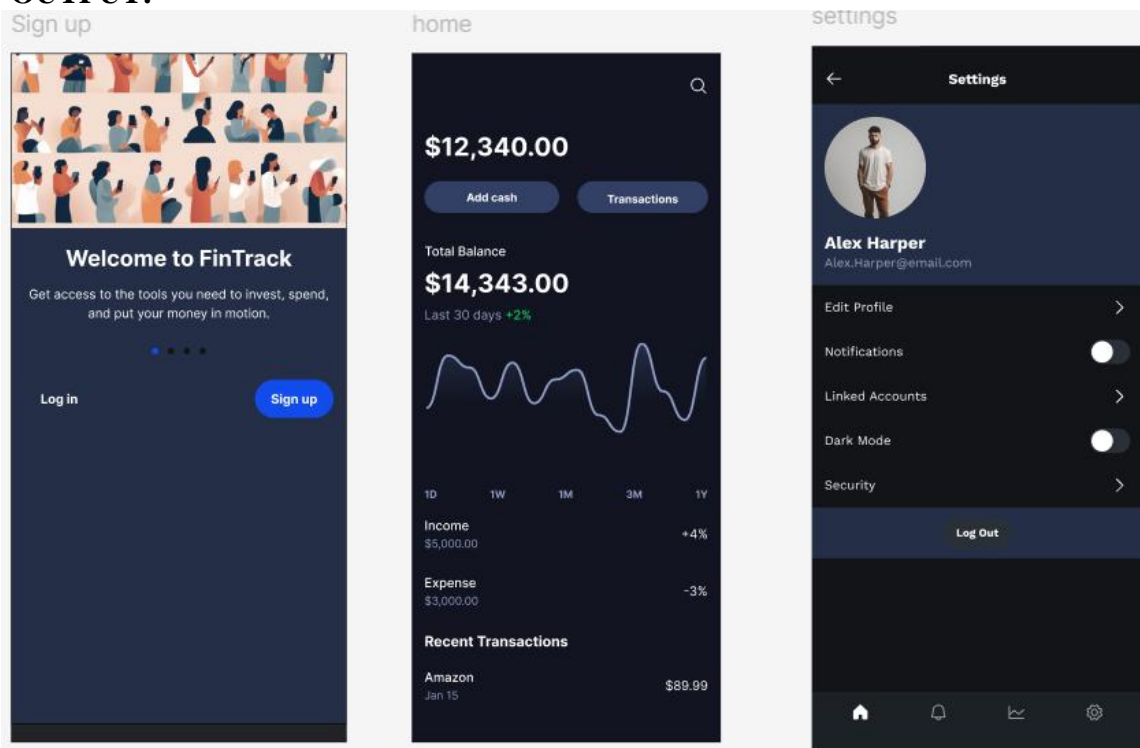 OUTPUT:
Sign up
Welcome to FinTrack
Get access to the tools you need to invest, spend,
and put your money in motion.
Log in
Sign up
home
$12,340.00
Add cash
Transactions
Total Balance
$14,343.00
Last 30 days +2%
1D 1W 1M 3M 1Y
Income
$5,000.00
+4%
Expense
$3,000.00
-3%
Recent Transactions
Amazon
Jan 15
$89.99
settings
Settings
Alex Harper
Alex.Harper@email.com
Edit Profile
Notifications
Linked Accounts
Dark Mode
Security
Log Out